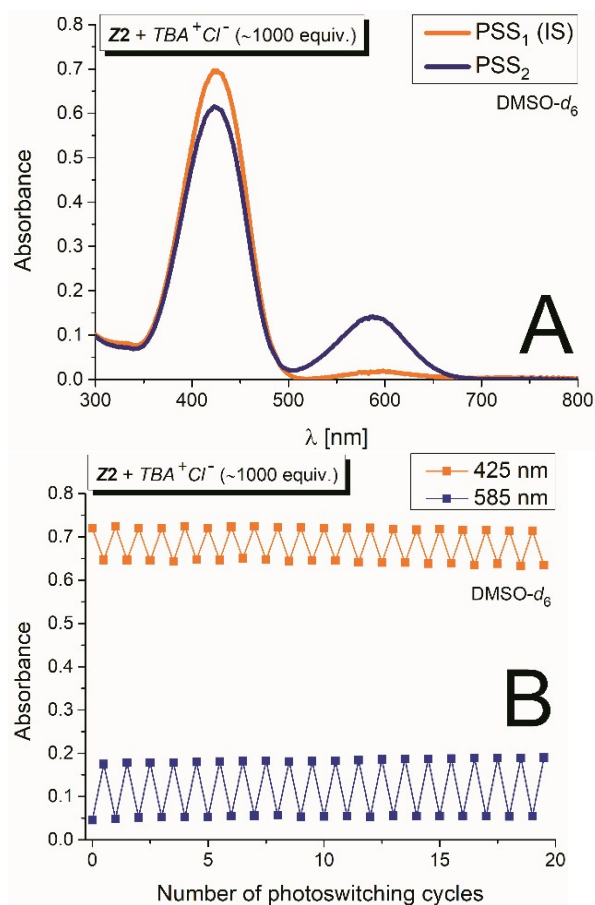 Z2 + TBA⁺Cl⁻ (~1000 equiv.)
PSS₁ (IS)
PSS₂
DMSO-d₆
0.8
0.7
0.6
0.5
0.4
0.3
0.2
0.1
0.0
Absorbance
A
300 400 500 600 700 800
λ [nm]
Z2 + TBA⁺Cl⁻ (~1000 equiv.)
425 nm
585 nm
DMSO-d₆
0.8
0.7
0.6
0.5
0.4
0.3
0.2
0.1
0.0
Absorbance
B
0 5 10 15 20
Number of photoswitching cycles